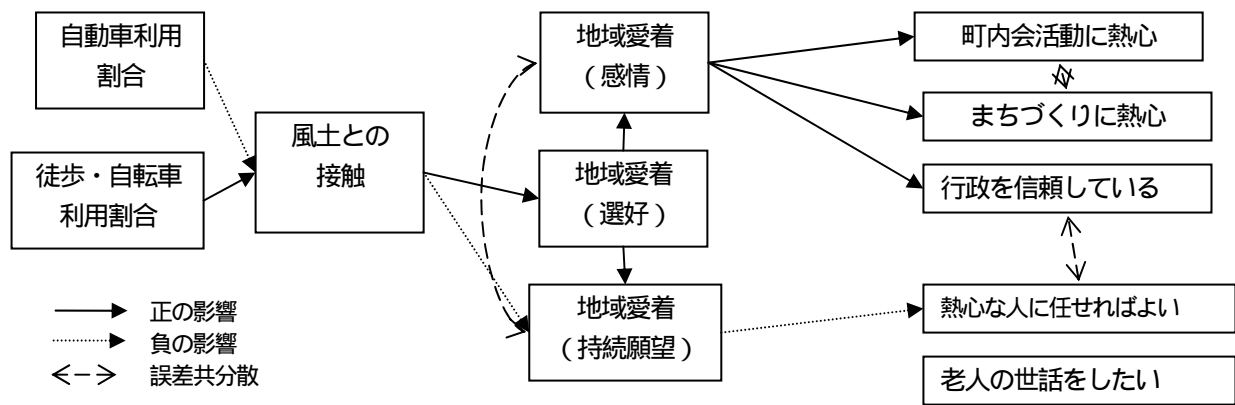 自動車利用
割合
徒歩・自転車
利用割合
風土との
接触
地域愛着
（感情）
地域愛着
（選好）
地域愛着
（持続願望）
町内会活動に熱心
まちづくりに熱心
行政を信頼している
熱心な人に任せればよい
老人の世話をしたい
正の影響
負の影響
誤差共分散